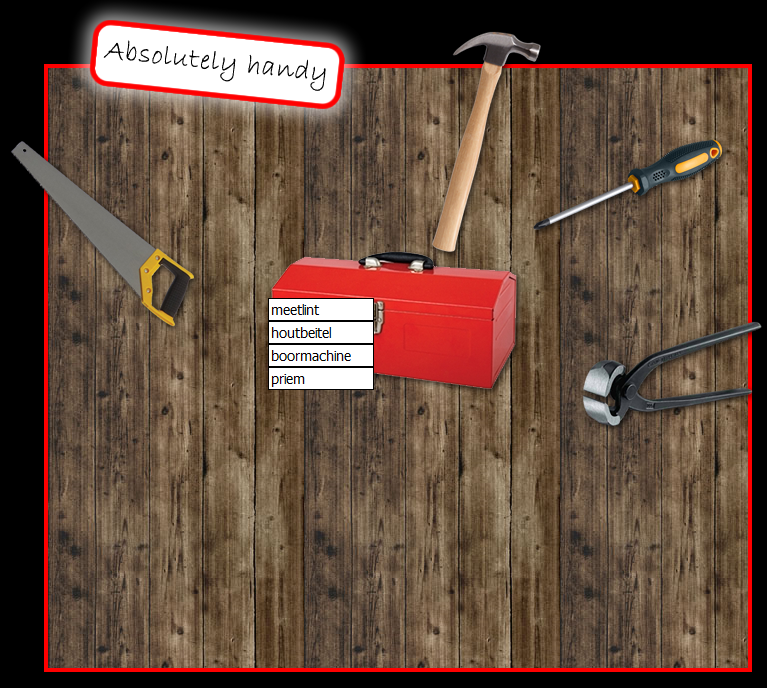 Absolutely handy
meetlint
houtbeitel
boormachine
priem